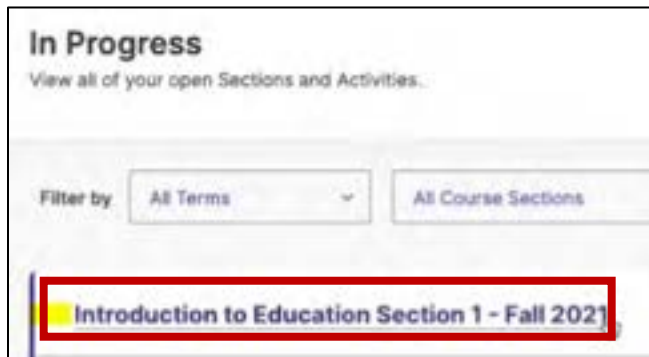 In Progress
View all of your open Sections and Activities.
Filter by All Terms All Course Sections
Introduction to Education Section 1 - Fall 2021